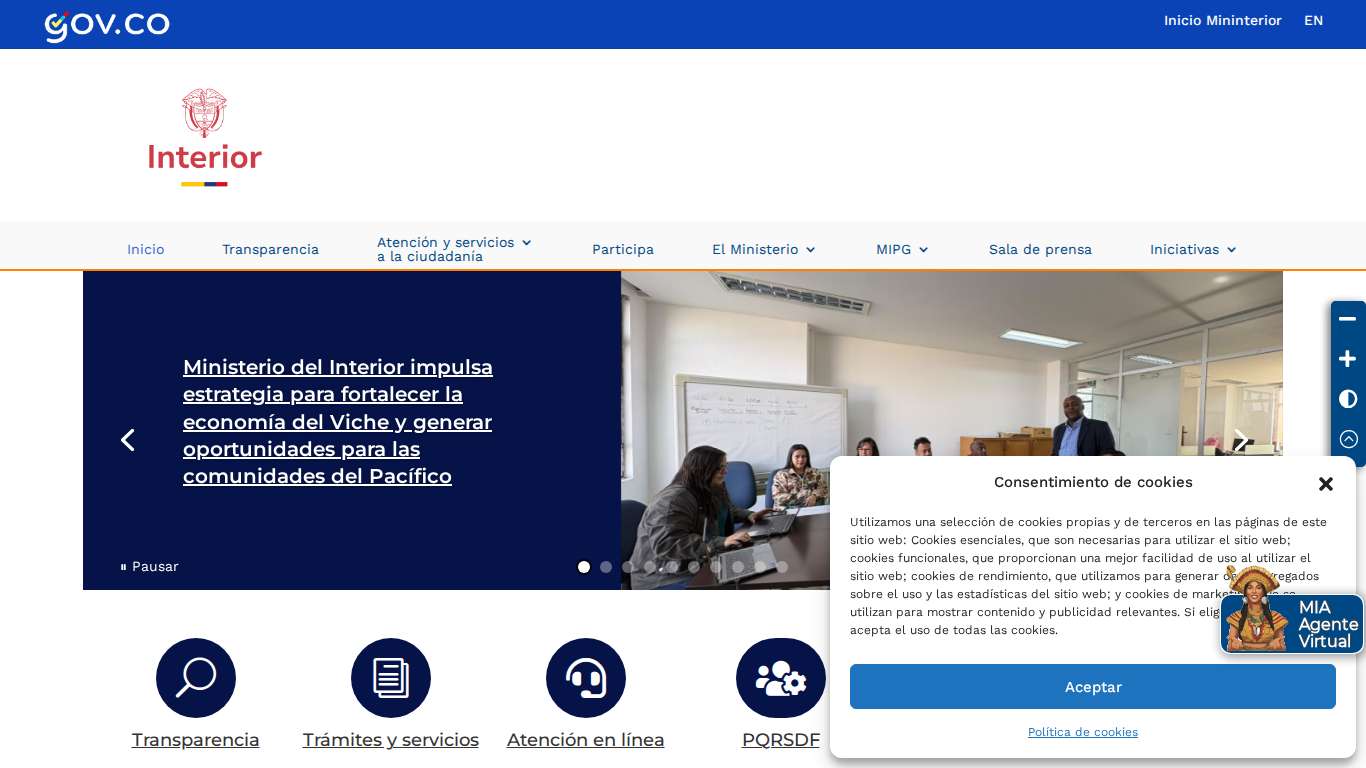 GOV.CO
Inicio Mininterior EN
Interior
Inicio
Transparencia
Atención y servicios
a la ciudadanía
Participa
El Ministerio
MIPG
Sala de prensa
Iniciativas
Ministerio del Interior impulsa
estrategia para fortalecer la
economía del Viche y generar
oportunidades para las
comunidades del Pacífico
Pausar
Transparencia
Trámites y servicios
Atención en línea
PQRSDF
Consentimiento de cookies
Utilizamos una selección de cookies propias y de terceros en las páginas de este
sitio web: Cookies esenciales, que son necesarias para utilizar el sitio web;
cookies funcionales, que proporcionan una mejor facilidad de uso al utilizar el
sitio web; cookies de rendimiento, que utilizamos para generar
sobre el uso y las estadísticas del sitio web; y cookies de
utilizan para mostrar contenido y publicidad relevantes. Si
acepta el uso de todas las cookies.
MIA
Agente
Virtual
Aceptar
Política de cookies